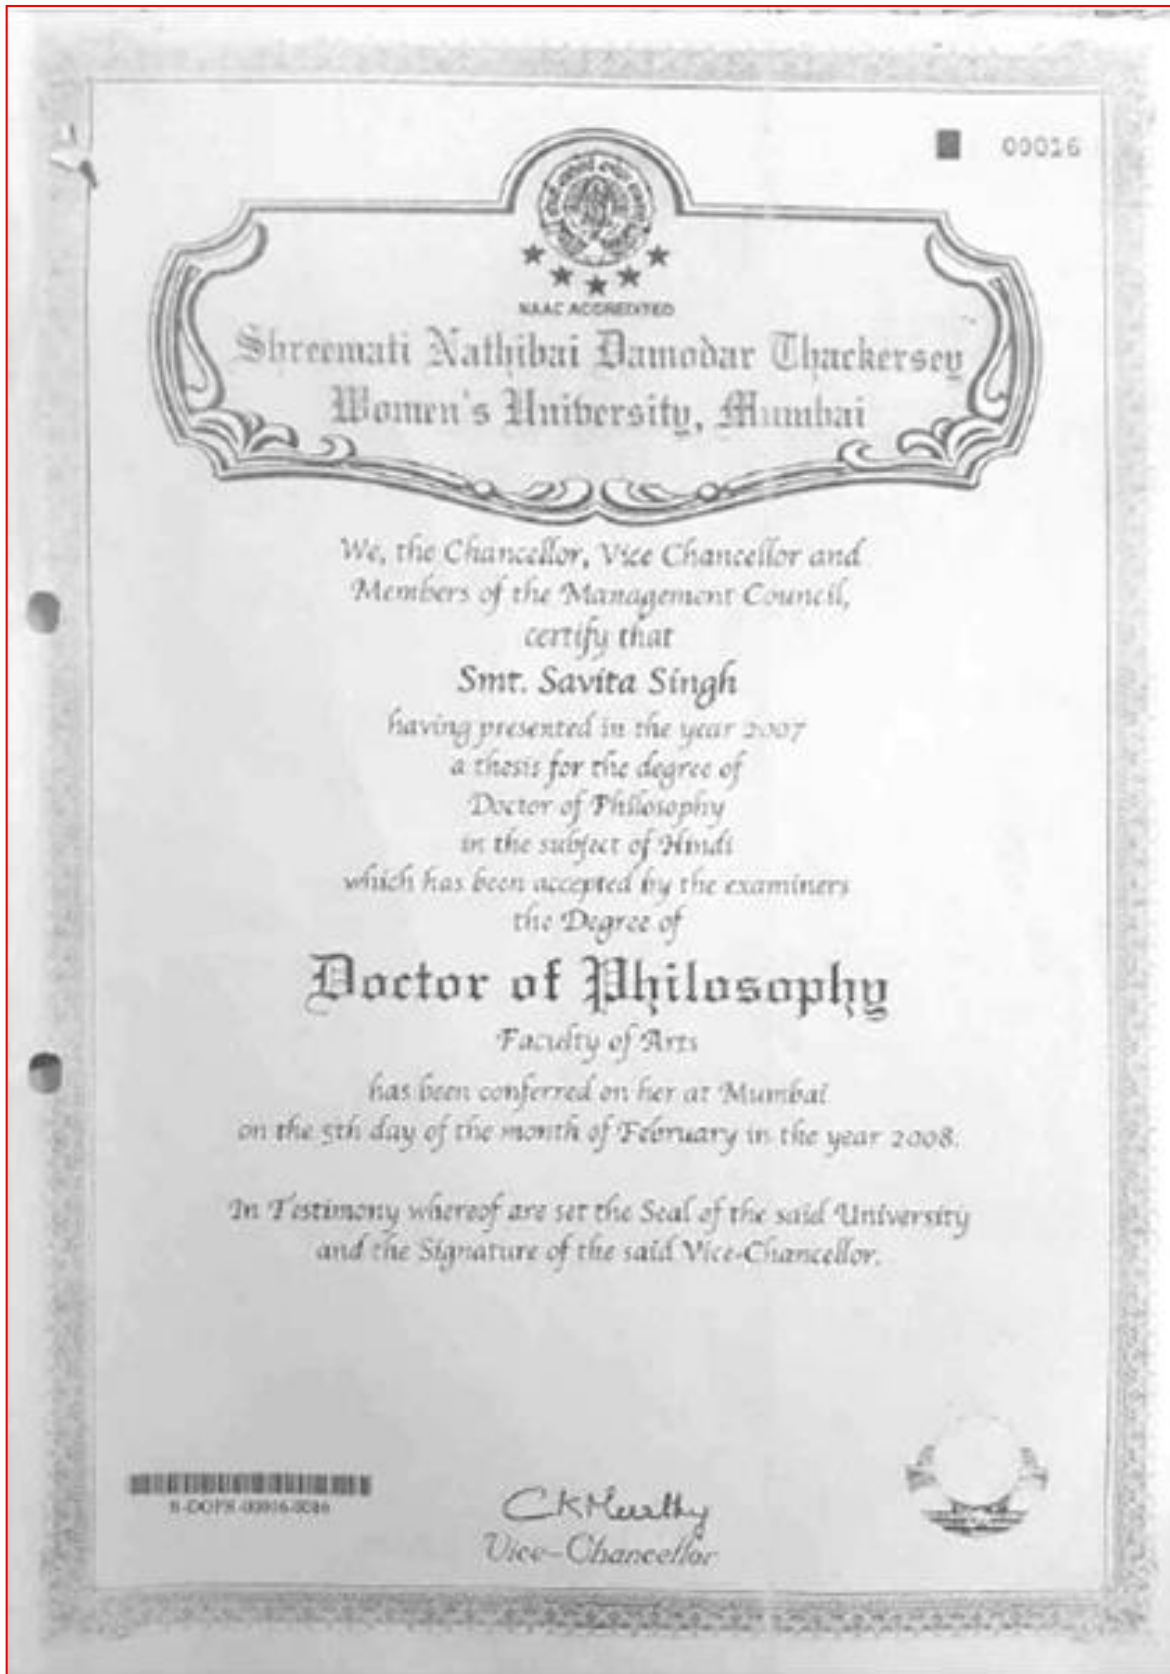 00016
NAAC ACCREDITED
Shreemati Nathibai Damodar Thackersey
Women's University, Mumbai
We, the Chancellor, Vice Chancellor and
Members of the Management Council,
certify that
Smt. Savita Singh
having presented in the year 2007
a thesis for the degree of
Doctor of Philosophy
in the subject of Hindi
which has been accepted by the examiners
the Degree of
Doctor of Philosophy
Faculty of Arts
has been conferred on her at Mumbai
on the 5th day of the month of February in the year 2008.
In Testimony whereof are set the Seal of the said University
and the Signature of the said Vice-Chancellor.
CKMurthy
Vice-Chancellor